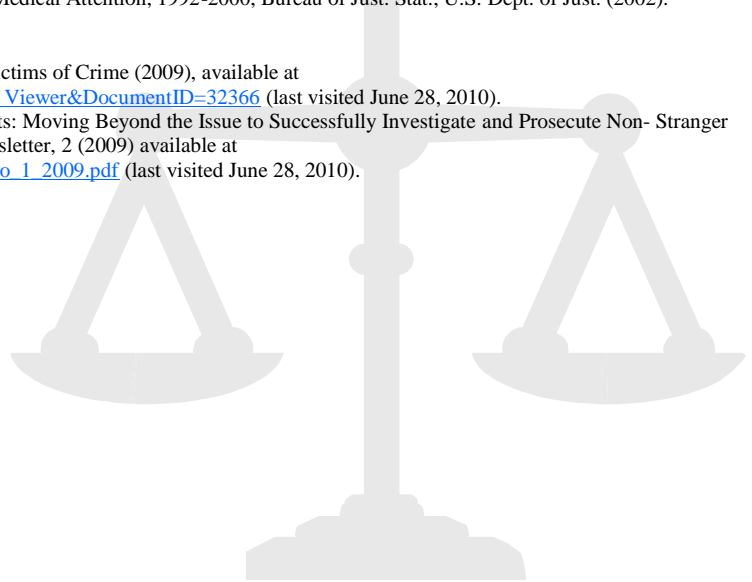 Medical Attention, 1992-2000, Bureau of Just. Stat., U.S. Dept. of Just. (2002).
ctims of Crime (2009), available at
Viewer&DocumentID=32366 (last visited June 28, 2010).
ts: Moving Beyond the Issue to Successfully Investigate and Prosecute Non- Stranger
sletter, 2 (2009) available at
o_1_2009.pdf (last visited June 28, 2010).